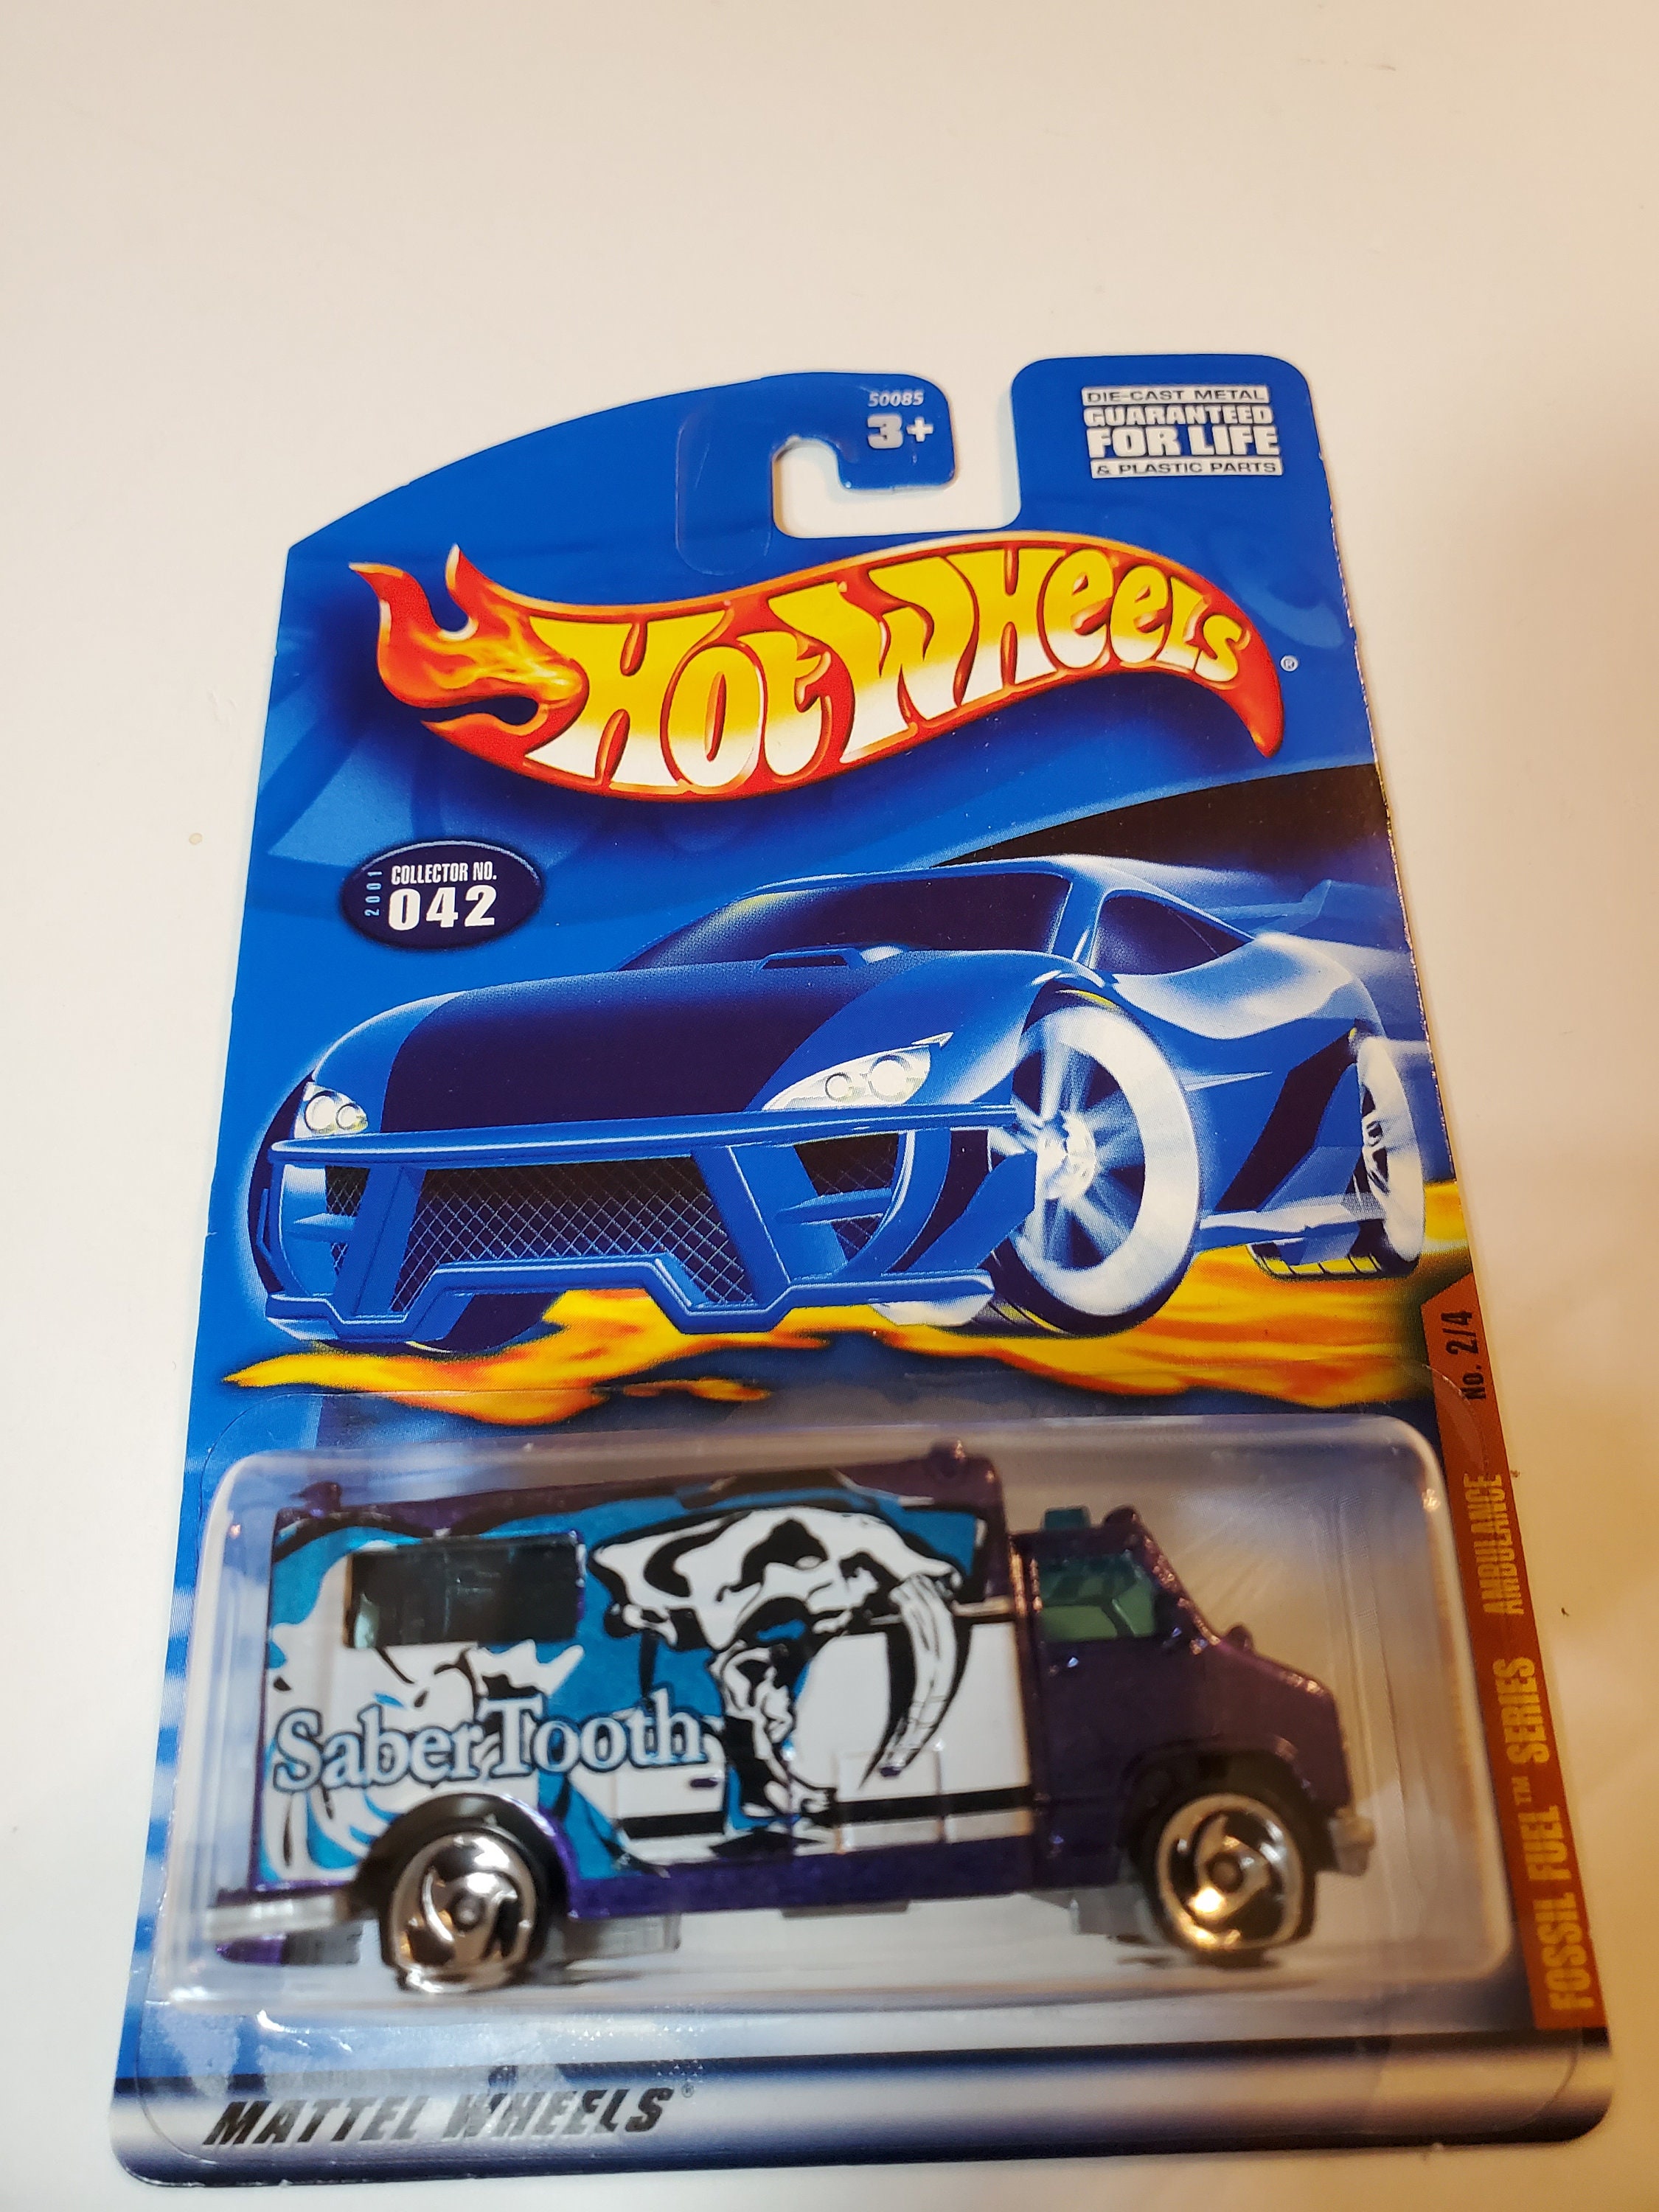 50085
3+
DIE-CAST METAL
GUARANTEED
FOR LIFE
& PLASTIC PARTS
HOT WHEELS®
2001
COLLECTOR NO.
042
SaberTooth
FOSSIL FUEL™ SERIES AMBULANCE No. 2/4
MATTEL WHEELS®